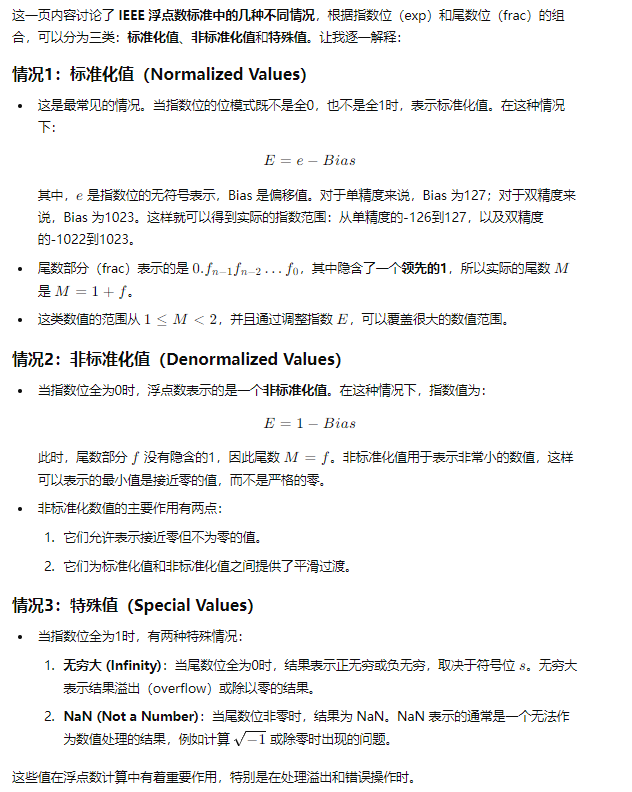 这一页内容讨论了 IEEE 浮点数标准中的几种不同情况，根据指数位（exp）和尾数位（frac）的组
合，可以分为三类：标准化值、非标准化值和特殊值。让我逐一解释：
情况1：标准化值（Normalized Values）
• 这是最常见的情况。当指数位的位模式既不是全0，也不是全1时，表示标准化值。在这种情况
下：
E = e − Bias
其中，e 是指数位的无符号表示，Bias 是偏移值。对于单精度来说，Bias 为127；对于双精度来
说，Bias 为1023。这样就可以得到实际的指数范围：从单精度的-126到127，以及双精度
的-1022到1023。
• 尾数部分（frac）表示的是 0.fₙ₋₁fₙ₋₂ … f₀，其中隐含了一个领先的1，所以实际的尾数 M
是 M = 1 + f。
• 这类数值的范围从 1 ≤ M < 2，并且通过调整指数 E，可以覆盖很大的数值范围。
情况2：非标准化值（Denormalized Values）
• 当指数位全为0时，浮点数表示的是一个非标准化值。在这种情况下，指数值为：
E = 1 − Bias
此时，尾数部分 f 没有隐含的1，因此尾数 M = f。非标准化值用于表示非常小的数值，这样
可以表示的最小值是接近零的值，而不是严格的零。
• 非标准化数值的主要作用有两点：
1. 它们允许表示接近零但不为零的值。
2. 它们为标准化值和非标准化值之间提供了平滑过渡。
情况3：特殊值（Special Values）
• 当指数位全为1时，有两种特殊情况：
1. 无穷大 (Infinity)：当尾数位全为0时，结果表示正无穷或负无穷，取决于符号位 s。无穷大
表示结果溢出（overflow）或除以零的结果。
2. NaN (Not a Number)：当尾数位非零时，结果为 NaN。NaN 表示的通常是一个无法作
为数值处理的结果，例如计算 √−1 或除零时出现的问题。
这些值在浮点数计算中有着重要作用，特别是在处理溢出和错误操作时。